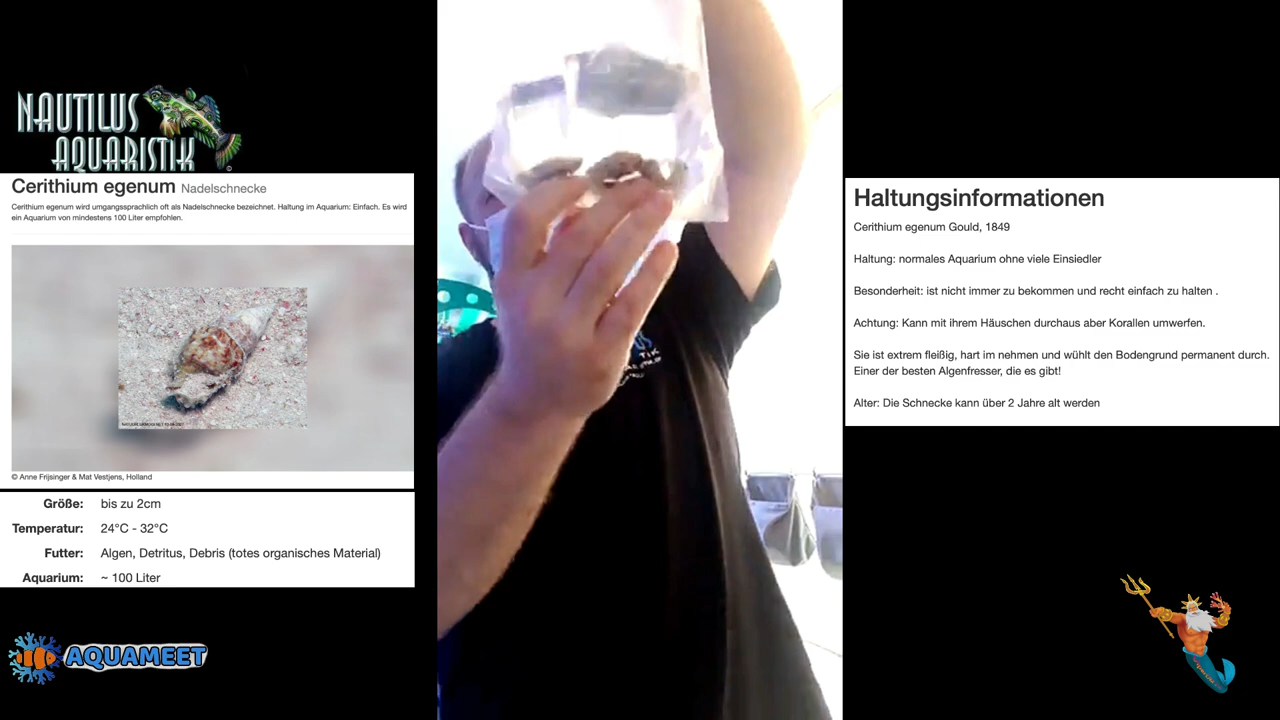 NAUTILUS
AQUARISTIK
Cerithium egenum Nadelschnecke
Cerithium egenum wird umgangssprachlich oft als Nadelschnecke bezeichnet. Haltung im Aquarium: Einfach. Es wird
ein Aquarium von mindestens 100 Liter empfohlen.
© Anne Frijsinger & Mat Vestjens, Holland
Größe: bis zu 2cm
Temperatur: 24°C - 32°C
Futter: Algen, Detritus, Debris (totes organisches Material)
Aquarium: ~ 100 Liter
AQUAMEET
Haltungsinformationen
Cerithium egenum Gould, 1849
Haltung: normales Aquarium ohne viele Einsiedler
Besonderheit: ist nicht immer zu bekommen und recht einfach zu halten .
Achtung: Kann mit ihrem Häuschen durchaus aber Korallen umwerfen.
Sie ist extrem fleißig, hart im nehmen und wühlt den Bodengrund permanent durch.
Einer der besten Algenfresser, die es gibt!
Alter: Die Schnecke kann über 2 Jahre alt werden